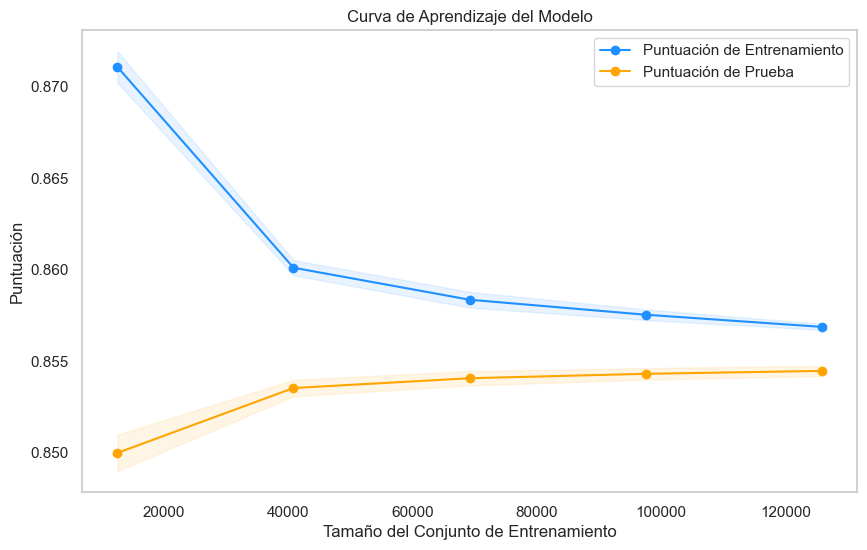 Curva de Aprendizaje del Modelo
Puntuación de Entrenamiento
Puntuación de Prueba
Puntuación
0.870
0.865
0.860
0.855
0.850
20000 40000 60000 80000 100000 120000
Tamaño del Conjunto de Entrenamiento